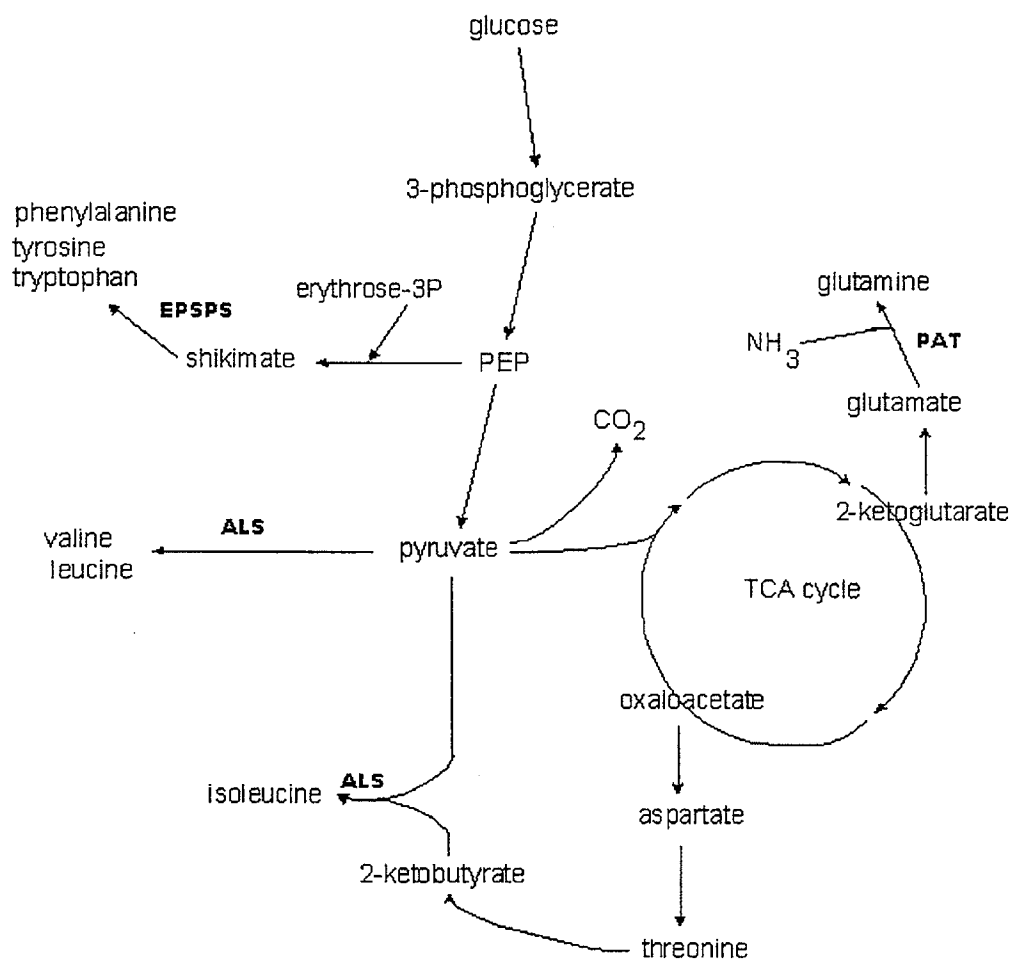 glucose
3-phosphoglycerate
phenylalanine
tyrosine
tryptophan
EPSPS
erythrose-3P
shikimate
PEP
glutamine
NH3
PAT
glutamate
CO2
2-ketoglutarate
valine
leucine
ALS
pyruvate
TCA cycle
oxaloacetate
isoleucine
ALS
aspartate
2-ketobutyrate
threonine